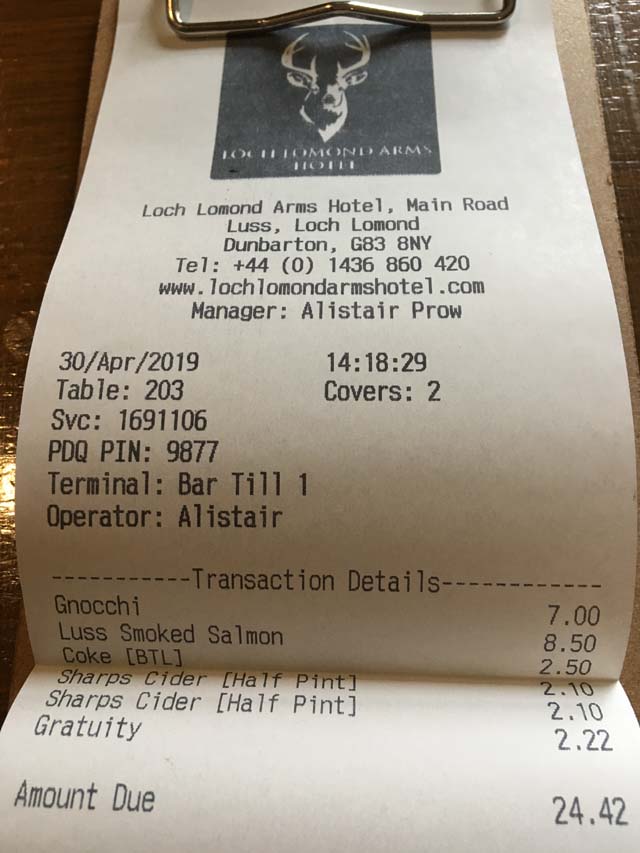 LOCH LOMOND ARMS
HOTEL
Loch Lomond Arms Hotel, Main Road
Luss, Loch Lomond
Dunbarton, G83 8NY
Tel: +44 (0) 1436 860 420
www.lochlomondarmshotel.com
Manager: Alistair Prow
30/Apr/2019 14:18:29
Table: 203 Covers: 2
Svc: 1691106
PDQ PIN: 9877
Terminal: Bar Till 1
Operator: Alistair
-----------Transaction Details-------------
Gnocchi 7.00
Luss Smoked Salmon 8.50
Coke [BTL] 2.50
Sharps Cider [Half Pint] 2.10
Sharps Cider [Half Pint] 2.10
Gratuity 2.22
Amount Due 24.42